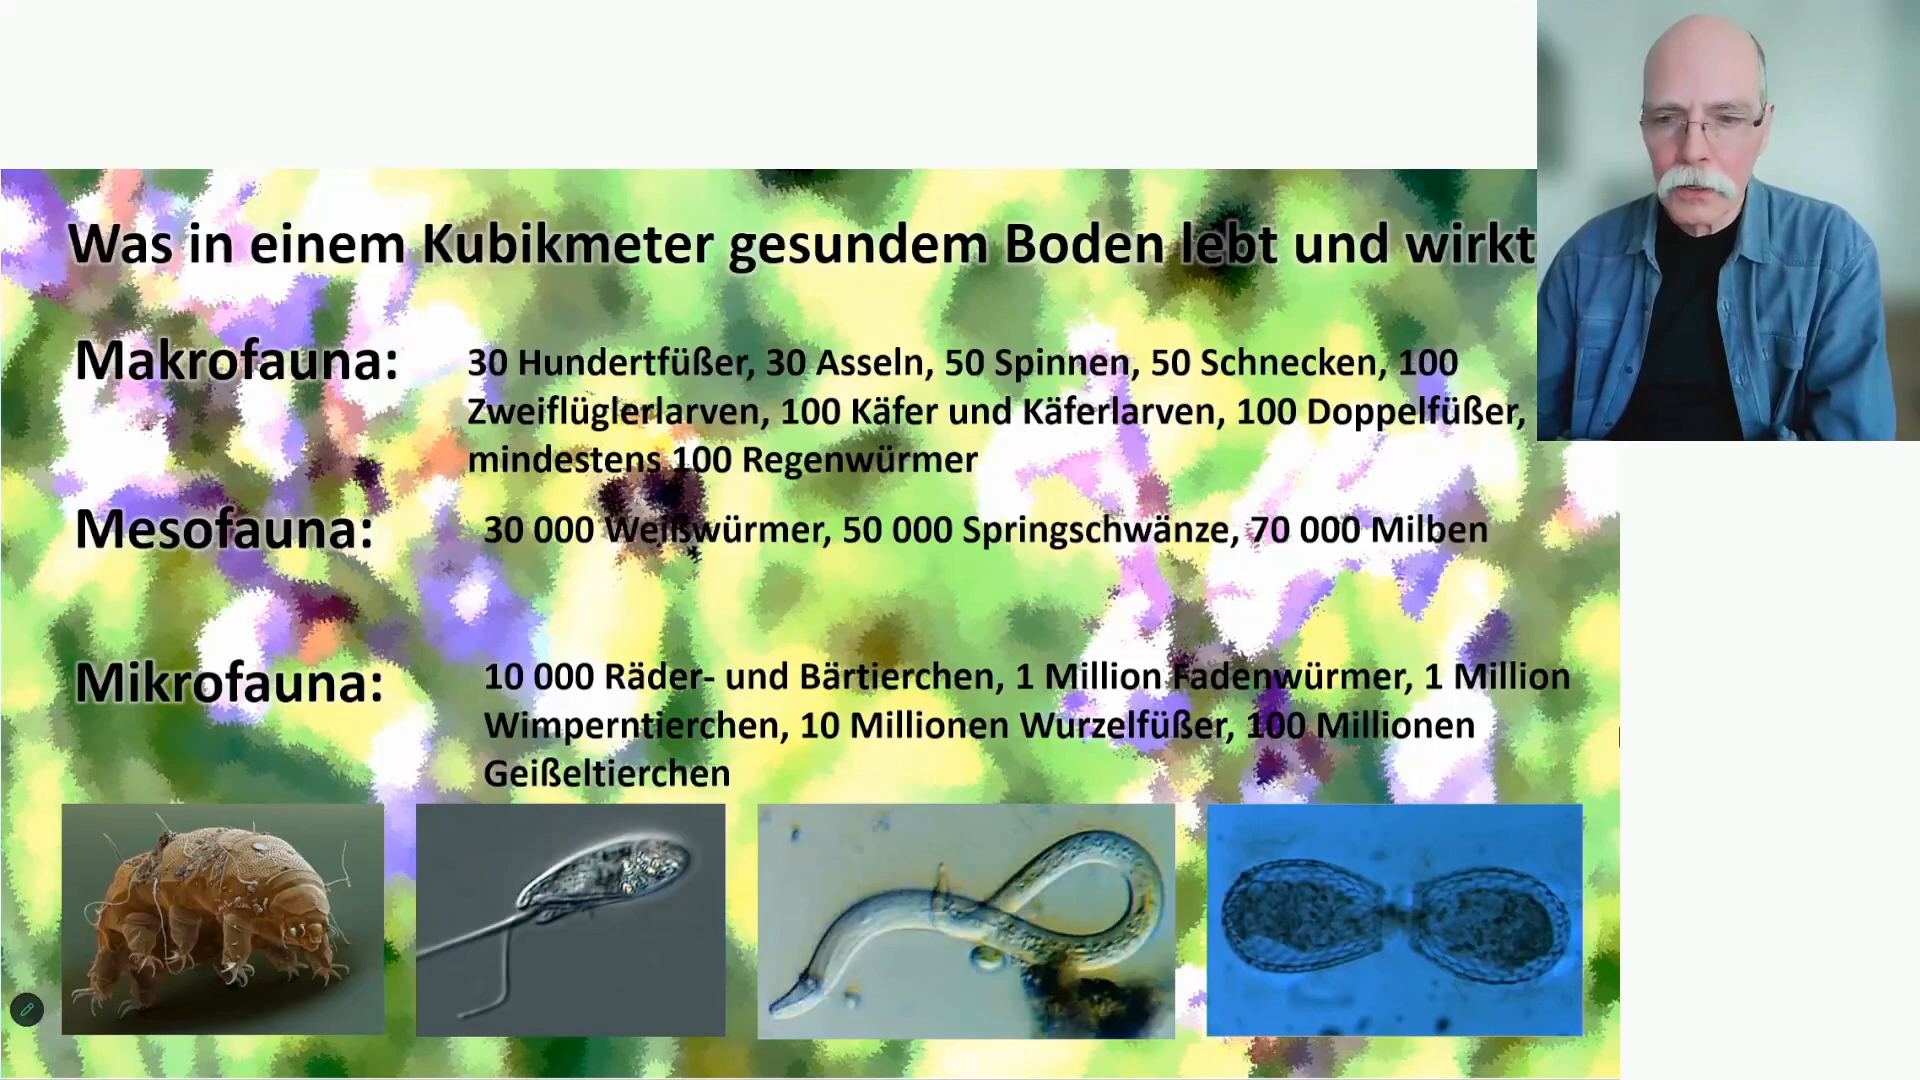 Was in einem Kubikmeter gesundem Boden lebt und wirkt
Makrofauna:
30 Hundertfüßer, 30 Asseln, 50 Spinnen, 50 Schnecken, 100
Zweiflüglerlarven, 100 Käfer und Käferlarven, 100 Doppelfüßer,
mindestens 100 Regenwürmer
Mesofauna:
30 000 Weißwürmer, 50 000 Springschwänze, 70 000 Milben
Mikrofauna:
10 000 Räder- und Bärtierchen, 1 Million Fadenwürmer, 1 Million
Wimperntierchen, 10 Millionen Wurzelfüßer, 100 Millionen
Geißeltierchen